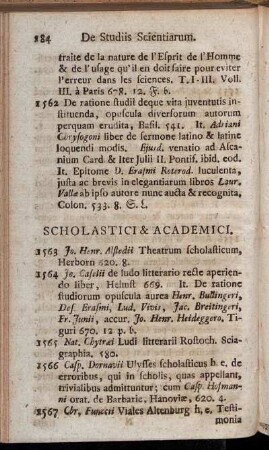 184 De Studiis Scientiarum.
traite de la nature de l'Esprit de l'Homme
& de l'usage qu'il en doit faire pour eviter
l'erreur dans les sciences. T. I-III. Voll.
III. à Paris 678. 12. f. b.
1562 De ratione studii deque vita juventutis in-
stituenda, opuscula diversorum autorum
perquam erudita, Basil. 541. It. Adriani
Chrysogoni liber de sermone latino & latine
loquendi modis. Ejusd. venatio ad Ascanium
Card. & Iter Julii II. Pontif. ibid. eod.
It. Epitome D. Erasmi Roterod. luculenta,
justa ac brevis in elegantiarum libros Laur.
Vallæ ab ipso autore nunc aucta & recognita,
Colon. 533. 8. S. l.
SCHOLASTICI & ACADEMICI.
1563 Jo. Henr. Alstedii Theatrum scholasticum,
Herborn 620. 8.
1564 Jo. Caselii de ludo litterario recte aperien-
do liber, Helmst 669. It. De ratione
studiorum opuscula aurea Henr. Bullingeri,
Des. Erasmi, Lud. Vivis, Jac. Breitingeri,
Fr. Junii, accur. Jo. Henr. Heideggero, Ti-
guri 670. 12. p. b.
1565 Nat. Chytræi Ludi litterarii Rostoch. Scia-
graphia. 580.
1566 Casp. Dornavii Ulysses scholasticus h. e. de
erroribus, qui in scholis, quas appellant,
trivialibus admittuntur; cum Casp. Hofman-
ni orat. de Barbarie, Hanoviæ, 620. 4.
1567 Chr. Functii Viales Altenburg h. e. Testi-
monia